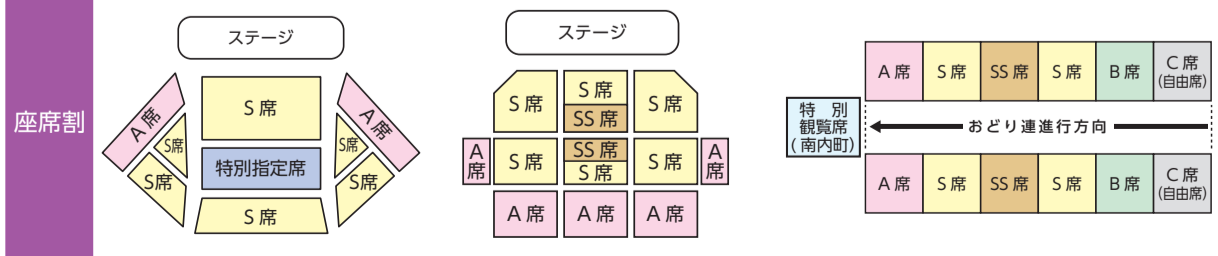 座席割
ステージ
A席
S席
A席
S席
S席
特別指定席
S席
S席
S席
ステージ
S席
S席
SS席
S席
A席
S席
SS席
S席
S席
A席
A席
A席
A席
特 別
観覧席
(南内町)
A席
S席
SS席
S席
B席
C席
(自由席)
おどり連進行方向
A席
S席
SS席
S席
B席
C席
(自由席)